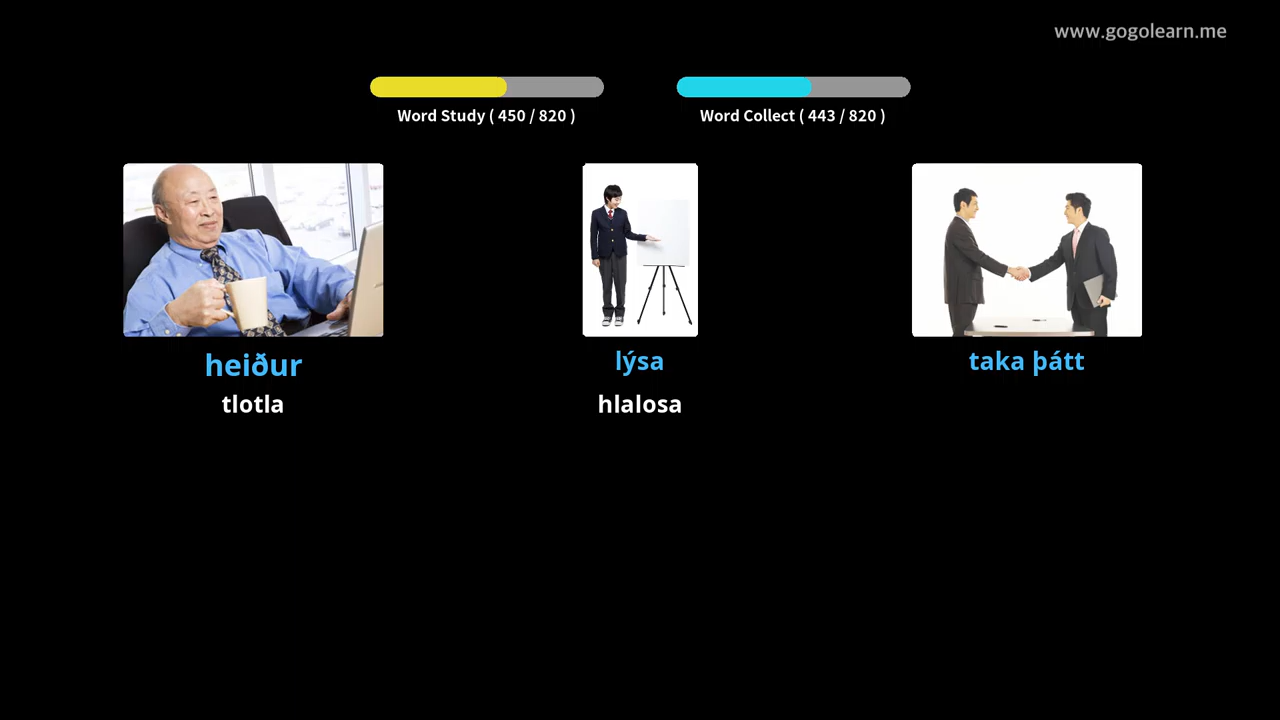 www.gogolearn.me
Word Study ( 450 / 820 )
Word Collect ( 443 / 820 )
heiður
lýsa
taka þátt
tlotla
hlalosa